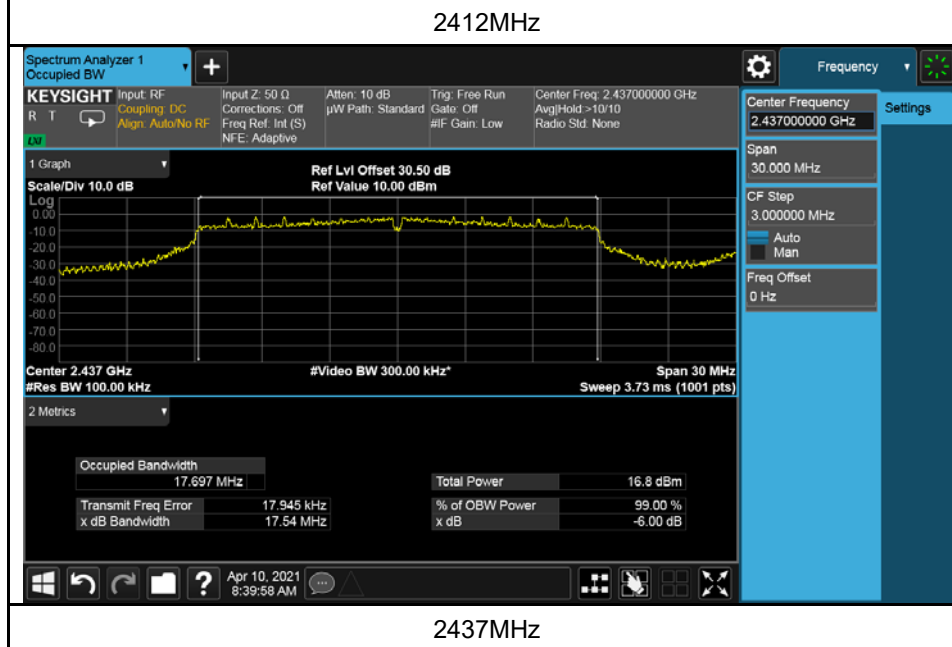 2412MHz
Spectrum Analyzer 1
Occupied BW
+
Frequency
KEYSIGHT
R T
LXI
Input: RF
Coupling: DC
Align: Auto/No RF
Input Z: 50 Ω
Corrections: Off
Freq Ref: Int (S)
NFE: Adaptive
Atten: 10 dB
µW Path: Standard
Trig: Free Run
Gate: Off
#IF Gain: Low
Center Freq: 2.437000000 GHz
Avg|Hold:>10/10
Radio Std: None
Center Frequency
2.437000000 GHz
Settings
Span
30.000 MHz
CF Step
3.000000 MHz
Auto
Man
Freq Offset
0 Hz
1 Graph
Scale/Div 10.0 dB
Ref Lvl Offset 30.50 dB
Ref Value 10.00 dBm
Log
0.00
-10.0
-20.0
-30.0
-40.0
-50.0
-60.0
-70.0
-80.0
Center 2.437 GHz
#Video BW 300.00 kHz*
Span 30 MHz
#Res BW 100.00 kHz
Sweep 3.73 ms (1001 pts)
2 Metrics
Occupied Bandwidth
17.697 MHz
Total Power 16.8 dBm
Transmit Freq Error 17.945 kHz
% of OBW Power 99.00 %
x dB Bandwidth 17.54 MHz
x dB -6.00 dB
?
Apr 10, 2021
8:39:58 AM
2437MHz